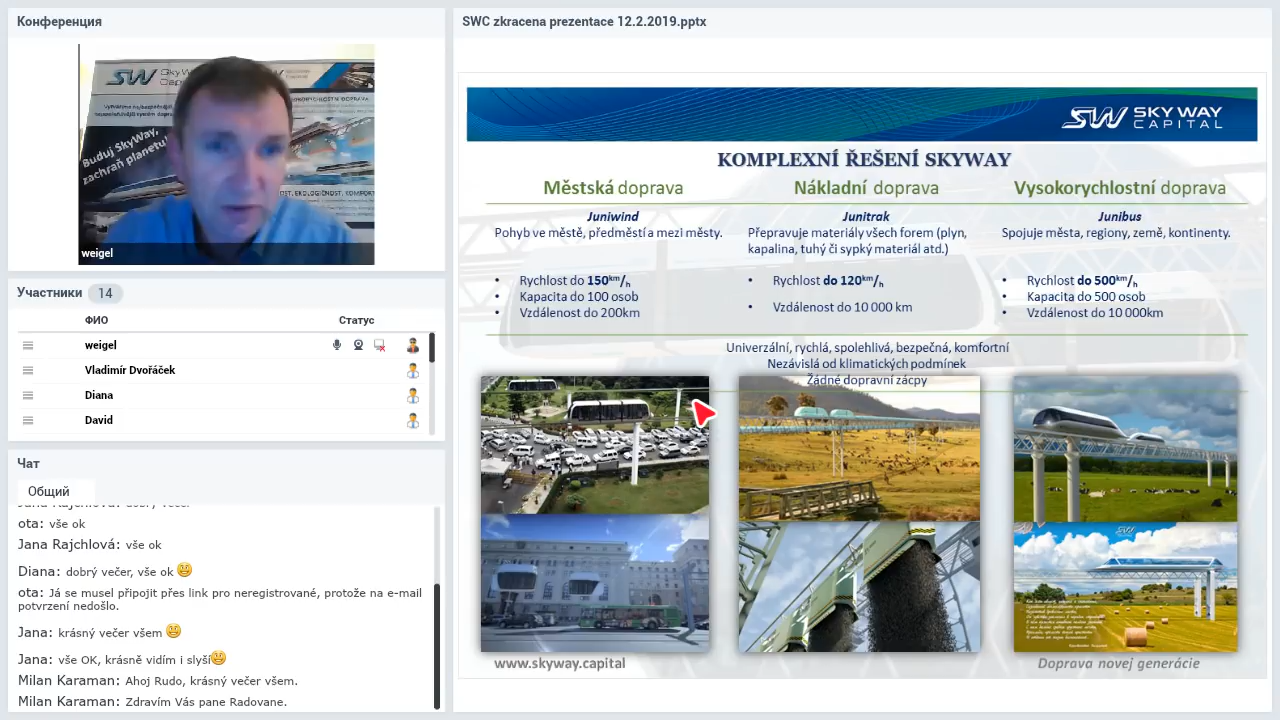 Конференция
SW SkyWay
Buduj SkyWay,
zachraň planetu!
weigel
Участники 14
ФИО Статус
weigel
Vladimír Dvořáček
Diana
David
Чат
Общий
ota: vše ok
Jana Rajchlová: vše ok
Diana: dobrý večer, vše ok
ota: Já se musel připojit přes link pro neregistrované, protože na e-mail
potvrzení nedošlo.
Jana: krásný večer všem
Jana: vše OK, krásně vidím i slyší
Milan Karaman: Ahoj Rudo, krásný večer všem.
Milan Karaman: Zdravím Vás pane Radovane.
SWC zkracena prezentace 12.2.2019.pptx
SW SKY WAY
CAPITAL
KOMPLEXNÍ ŘEŠENÍ SKYWAY
Městská doprava
Juniwind
Pohyb ve městě, předměstí a mezi městy.
• Rychlost do 150km/h
• Kapacita do 100 osob
• Vzdálenost do 200km
Nákladní doprava
Junitrak
Přepravuje materiály všech forem (plyn,
kapalina, tuhý či sypký materiál atd.)
• Rychlost do 120km/h
• Vzdálenost do 10 000 km
Vysokorychlostní doprava
Junibus
Spojuje města, regiony, země, kontinenty.
• Rychlost do 500km/h
• Kapacita do 500 osob
• Vzdálenost do 10 000km
Univerzální, rychlá, spolehlivá, bezpečná, komfortní
Nezávislá od klimatických podmínek
Žádné dopravní zácpy
SW
www.skyway.capital
Doprava novej generácie